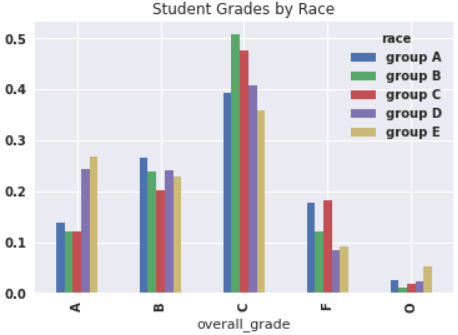 Student Grades by Race
0.5
0.4
0.3
0.2
0.1
0.0
race
group A
group B
group C
group D
group E
A
B
C
F
O
overall_grade